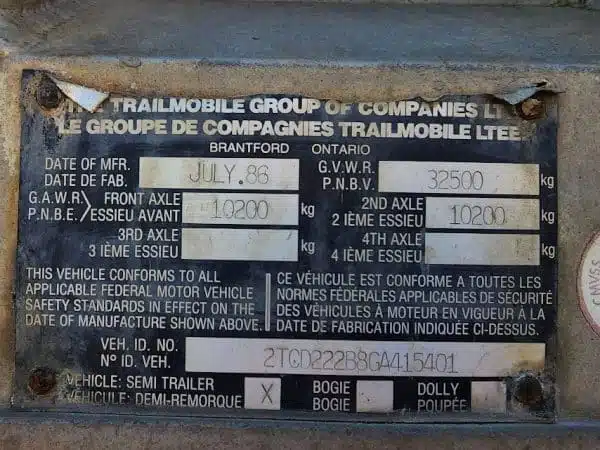 TRAILMOBILE GROUP OF COMPANIES LT
LE GROUPE DE COMPAGNIES TRAILMOBILE LTEE
BRANTFORD ONTARIO
DATE OF MFR. JULY.86 G.V.W.R. 32500 kg
DATE DE FAB. P.N.B.V.
G.A.W.R. FRONT AXLE 10200 kg 2ND AXLE 10200 kg
P.N.B.E. ESSIEU AVANT 2 IÈME ESSIEU
3RD AXLE kg 4TH AXLE kg
3 IÈME ESSIEU 4 IÈME ESSIEU
THIS VEHICLE CONFORMS TO ALL
APPLICABLE FEDERAL MOTOR VEHICLE
SAFETY STANDARDS IN EFFECT ON THE
DATE OF MANUFACTURE SHOWN ABOVE.
CE VÉHICULE EST CONFORME A TOUTES LES
NORMES FÉDÉRALES APPLICABLES DE SÉCURITÉ
DES VÉHICULES À MOTEUR EN VIGUEUR À LA
DATE DE FABRICATION INDIQUÉE CI-DESSUS.
VEH. ID. NO. 2TCD222B8GA415401
Nº ID. VEH.
VEHICLE: SEMI TRAILER X BOGIE DOLLY
VÉHICULE: DEMI-REMORQUE BOGIE POUPÉE
CMVSS